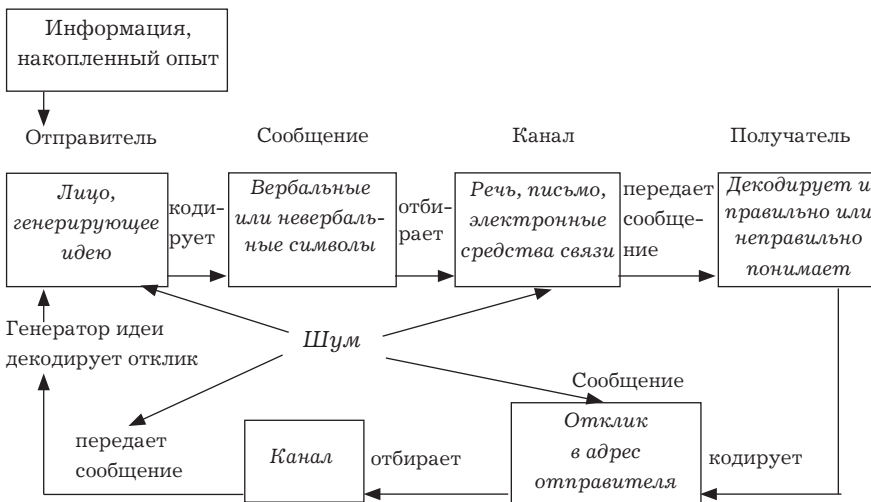 Информация,
накопленный опыт
Отправитель
Сообщение
Канал
Получатель
Лицо,
генерирующее
идею
коди-
рует
Вербальные
или невербаль-
ные символы
отби-
рает
Речь, письмо,
электронные
средства связи
передает
сообще-
ние
Декодирует и
правильно или
неправильно
понимает
Генератор идеи
декодирует отклик
Шум
Сообщение
передает
сообщение
Канал
отбирает
Отклик
в адрес
отправителя
кодирует